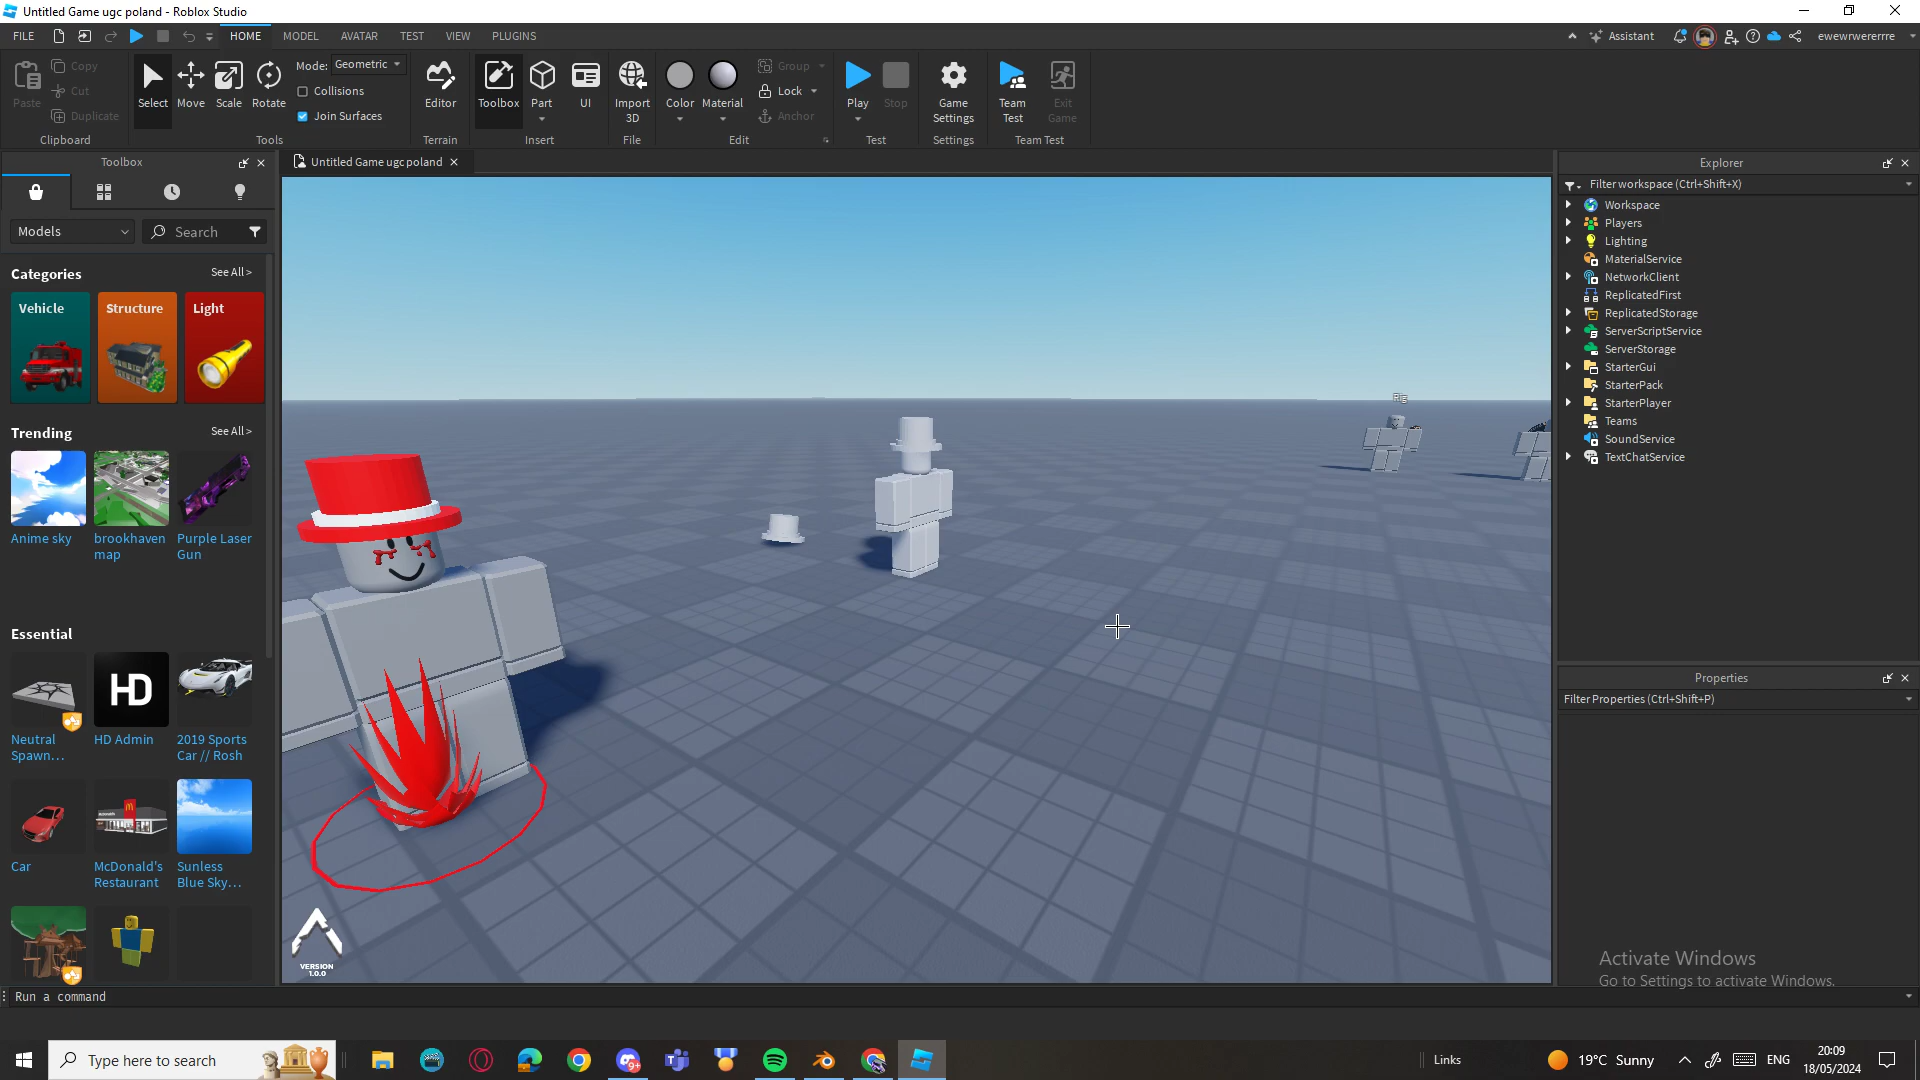 Untitled Game ugc poland - Roblox Studio
FILE
HOME
MODEL
AVATAR
TEST
VIEW
PLUGINS
Assistant
ewewrwererrre
Paste
Copy
Cut
Duplicate
Clipboard
Select
Move
Scale
Rotate
Mode:
Geometric
Collisions
Join Surfaces
Tools
Editor
Terrain
Toolbox
Part
UI
Insert
Import
3D
File
Color
Material
Group
Lock
Anchor
Edit
Play
Stop
Test
Game
Settings
Settings
Team
Test
Exit
Game
Team Test
Toolbox
Untitled Game ugc poland
Explorer
Models
Search
Filter workspace (Ctrl+Shift+X)
Workspace
Players
Lighting
MaterialService
NetworkClient
ReplicatedFirst
ReplicatedStorage
ServerScriptService
ServerStorage
StarterGui
StarterPack
StarterPlayer
Teams
SoundService
TextChatService
Categories
See All >
Vehicle
Structure
Light
Trending
See All >
Anime sky
brookhaven
map
Purple Laser
Gun
Essential
HD
Neutral
Spawn...
HD Admin
2019 Sports
Car // Rosh
Car
McDonald's
Restaurant
Sunless
Blue Sky...
Rig
VERSION
1.0.0
Properties
Filter Properties (Ctrl+Shift+P)
Activate Windows
Go to Settings to activate Windows.
Run a command
Type here to search
9+
Links
19°C Sunny
ENG
20:09
18/05/2024